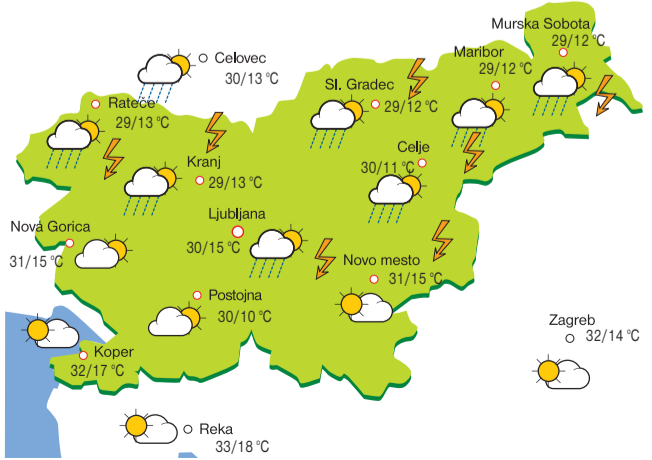 Murska Sobota
29/12 °C
Maribor
29/12 °C
Celovec
30/13 °C
Sl. Gradec
29/12 °C
Rateče
29/13 °C
Celje
30/11 °C
Kranj
29/13 °C
Ljubljana
30/15 °C
Nova Gorica
31/15 °C
Novo mesto
31/15 °C
Postojna
30/10 °C
Zagreb
32/14 °C
Koper
32/17 °C
Reka
33/18 °C